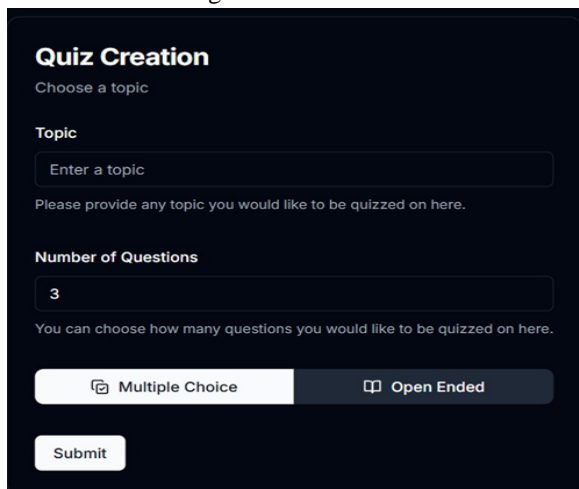 Quiz Creation
Choose a topic
Topic
Enter a topic
Please provide any topic you would like to be quizzed on here.
Number of Questions
3
You can choose how many questions you would like to be quizzed on here.
Multiple Choice Open Ended
Submit